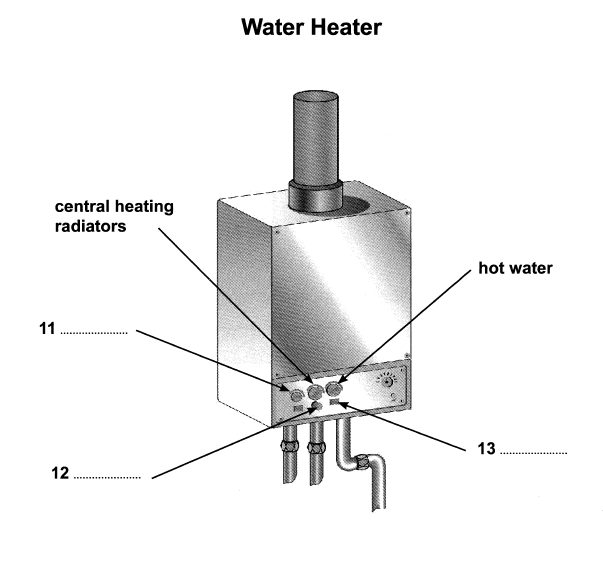 Water Heater
central heating
radiators
hot water
11 ......................
12 ......................
13 ......................